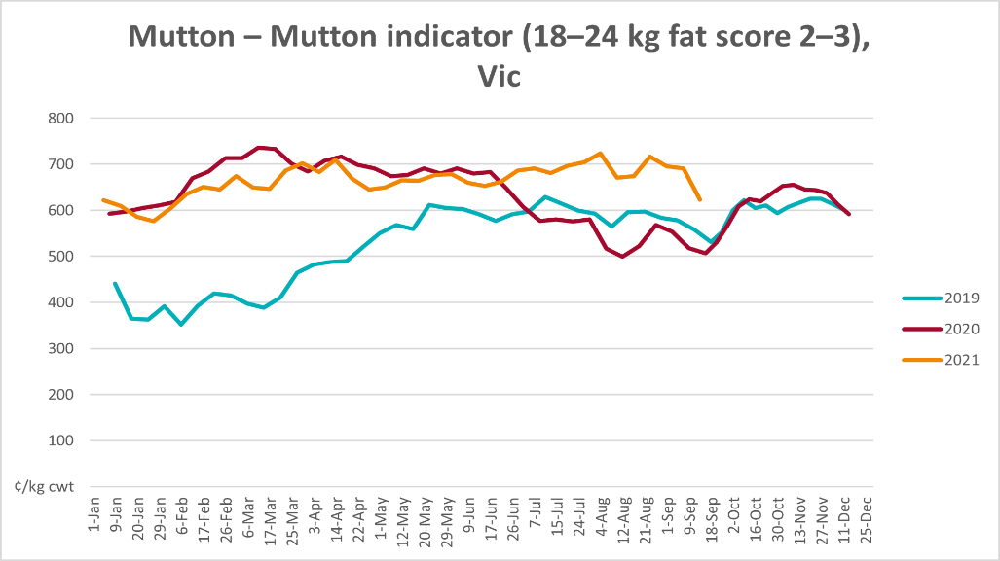 Mutton – Mutton indicator (18–24 kg fat score 2–3),
Vic
800
700
600
500
400
300
200
100
¢/kg cwt
1-Jan
9-Jan
20-Jan
29-Jan
6-Feb
17-Feb
26-Feb
6-Mar
17-Mar
25-Mar
3-Apr
14-Apr
22-Apr
1-May
12-May
20-May
29-May
9-Jun
17-Jun
26-Jun
7-Jul
15-Jul
24-Jul
4-Aug
12-Aug
21-Aug
1-Sep
9-Sep
18-Sep
2-Oct
16-Oct
30-Oct
13-Nov
27-Nov
11-Dec
25-Dec
2019
2020
2021